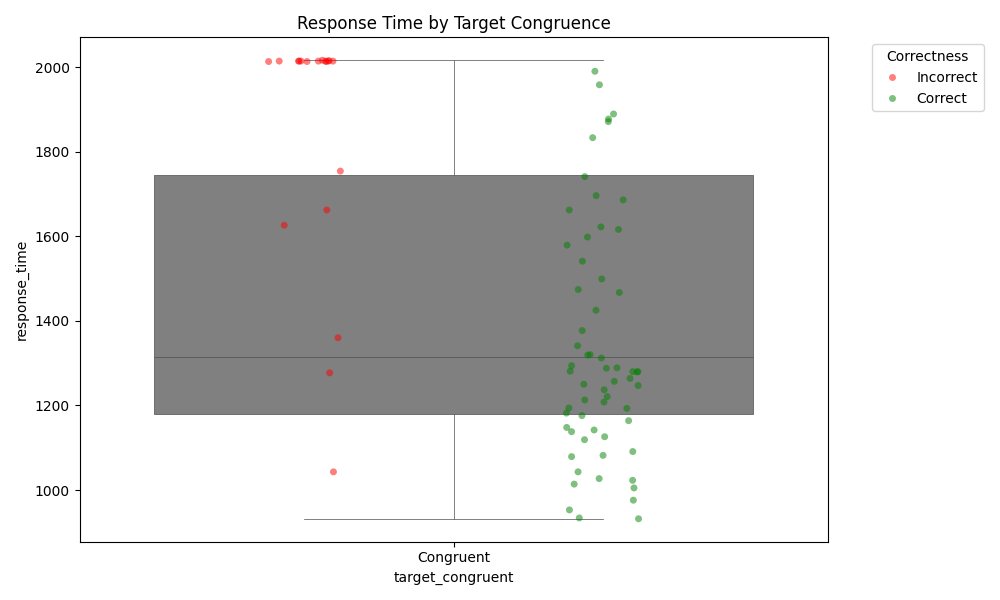 Response Time by Target Congruence
Correctness
Incorrect
Correct
2000
1800
1600
1400
1200
1000
response_time
Congruent
target_congruent